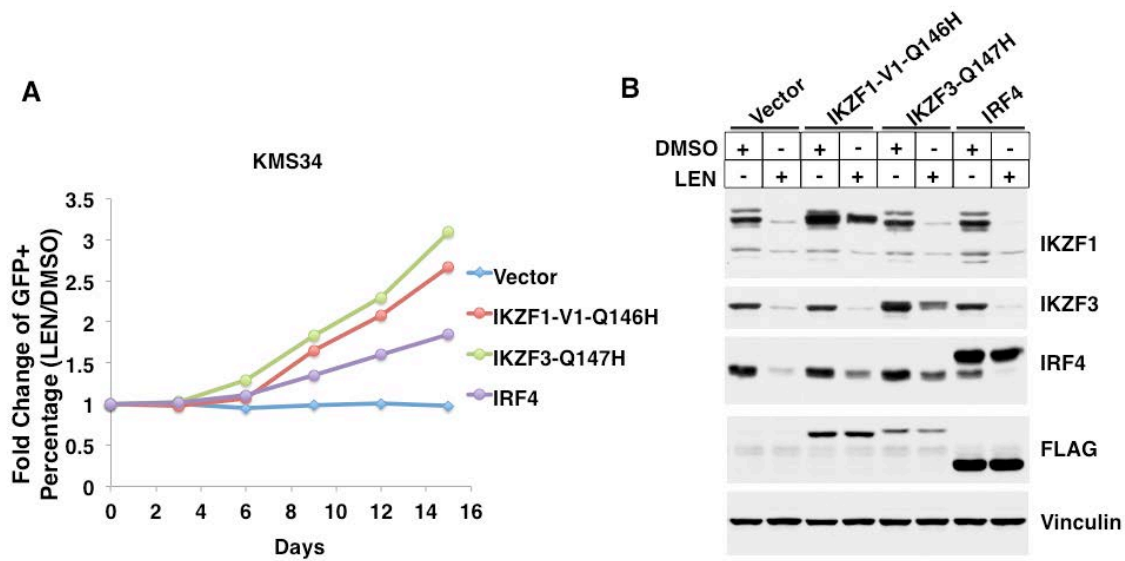 A
KMS34
Fold Change of GFP+
Percentage (LEN/DMSO)
3.5
3
2.5
2
1.5
1
0.5
0
0 2 4 6 8 10 12 14 16
Days
Vector
IKZF1-V1-Q146H
IKZF3-Q147H
IRF4
B
Vector IKZF1-V1-Q146H IKZF3-Q147H IRF4
DMSO + - + - + - + -
LEN - + - + - + - +
IKZF1
IKZF3
IRF4
FLAG
Vinculin